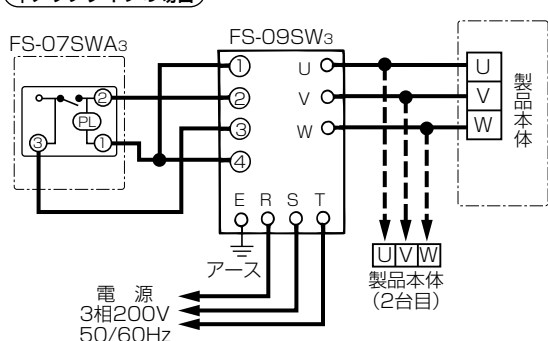 FS-07SWA3
FS-09SW3
① U
② V
③ W
④
E R S T
アース
② PL ③ ①
U
V
W
製品本体
U V W
製品本体
(2台目)
電 源
3相200V
50/60Hz